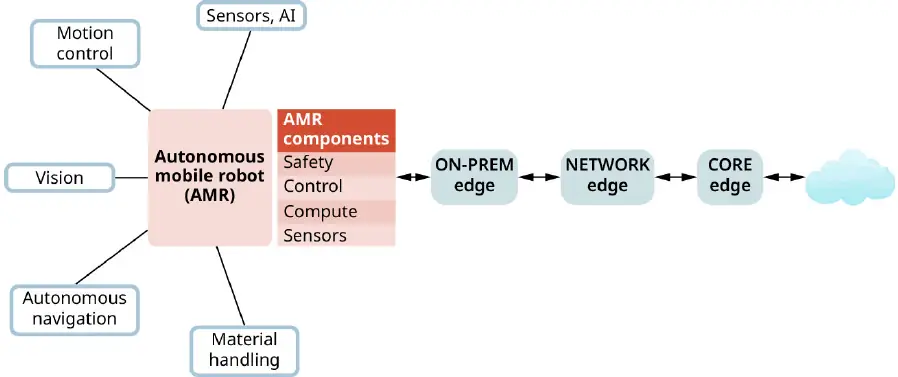 Sensors, AI
Motion
control
Vision
Autonomous
navigation
Material
handling
Autonomous
mobile robot
(AMR)
AMR
components
Safety
Control
Compute
Sensors
ON-PREM
edge
NETWORK
edge
CORE
edge